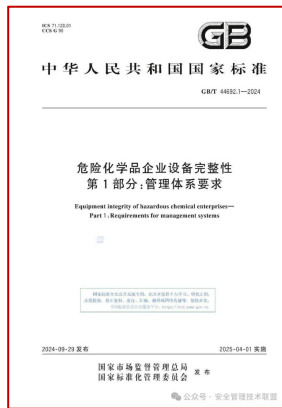 ICS 71.120.01
CCS G 98
GB
中华人民共和国国家标准
GB/T 44692.1—2024
危险化学品企业设备完整性
第1部分:管理体系要求
Equipment integrity of hazardous chemical enterprises—
Part 1: Requirements for management systems
2024-09-29 发布
2025-04-01 实施
国家市场监督管理总局
国家标准化管理委员会
发布
公众号 · 安全管理技术联盟